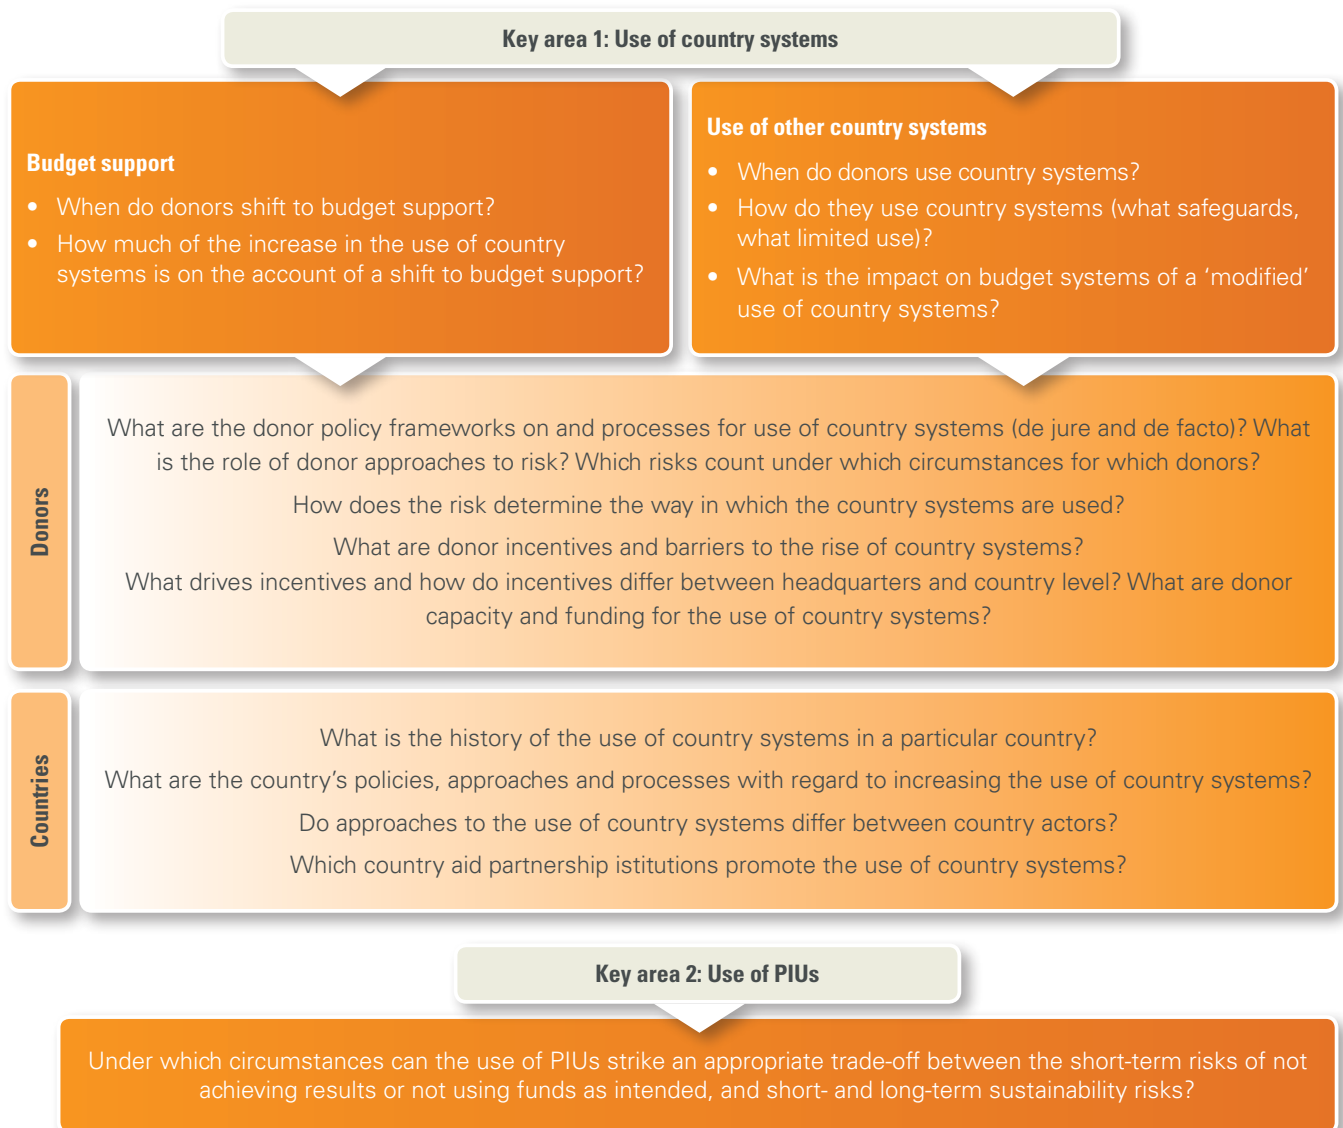 Key area 1: Use of country systems
Budget support
• When do donors shift to budget support?
• How much of the increase in the use of country
systems is on the account of a shift to budget support?
Use of other country systems
• When do donors use country systems?
• How do they use country systems (what safeguards,
what limited use)?
• What is the impact on budget systems of a ‘modified’
use of country systems?
Donors
What are the donor policy frameworks on and processes for use of country systems (de jure and de facto)? What
is the role of donor approaches to risk? Which risks count under which circumstances for which donors?
How does the risk determine the way in which the country systems are used?
What are donor incentives and barriers to the rise of country systems?
What drives incentives and how do incentives differ between headquarters and country level? What are donor
capacity and funding for the use of country systems?
Countries
What is the history of the use of country systems in a particular country?
What are the country’s policies, approaches and processes with regard to increasing the use of country systems?
Do approaches to the use of country systems differ between country actors?
Which country aid partnership istitutions promote the use of country systems?
Key area 2: Use of PIUs
Under which circumstances can the use of PIUs strike an appropriate trade-off between the short-term risks of not
achieving results or not using funds as intended, and short- and long-term sustainability risks?